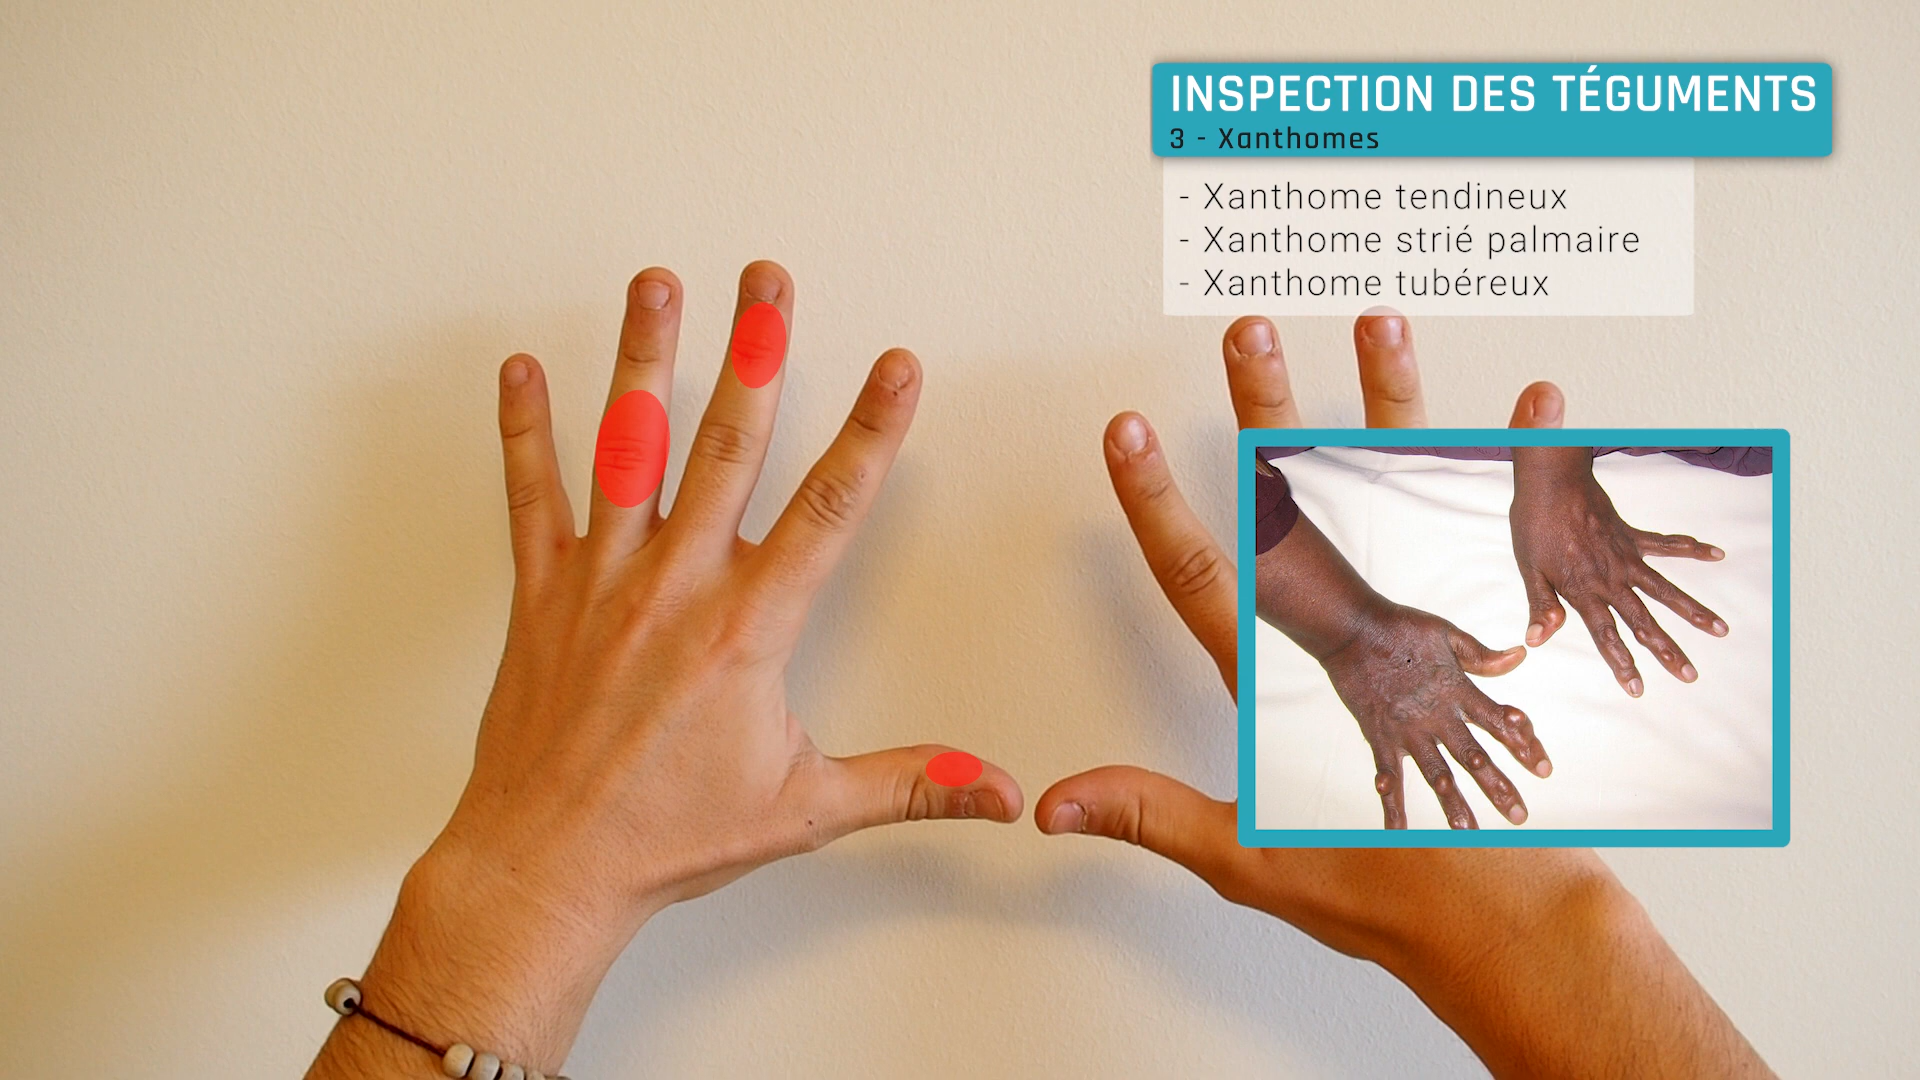 INSPECTION DES TÉGUMENTS
3 - Xanthomes
- Xanthome tendineux
- Xanthome strié palmaire
- Xanthome tubéreux